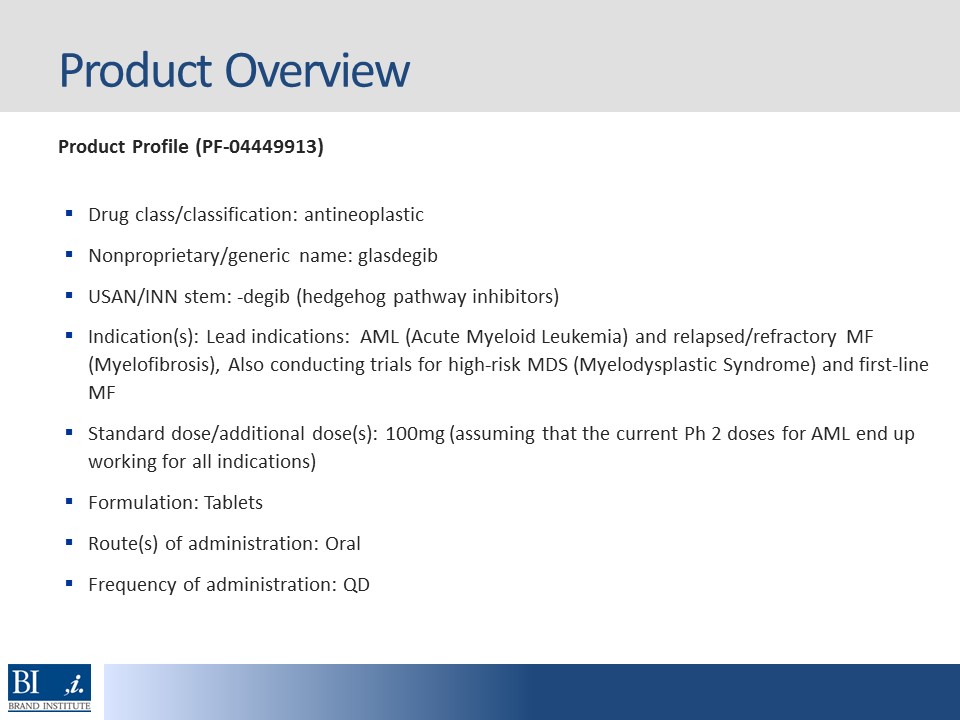 Product Overview
Product Profile (PF-04449913)
▪ Drug class/classification: antineoplastic
▪ Nonproprietary/generic name: glasdegib
▪ USAN/INN stem: -degib (hedgehog pathway inhibitors)
▪ Indication(s): Lead indications: AML (Acute Myeloid Leukemia) and relapsed/refractory MF
(Myelofibrosis), Also conducting trials for high-risk MDS (Myelodysplastic Syndrome) and first-line
MF
▪ Standard dose/additional dose(s): 100mg (assuming that the current Ph 2 doses for AML end up
working for all indications)
▪ Formulation: Tablets
▪ Route(s) of administration: Oral
▪ Frequency of administration: QD
BI ,i.
BRAND INSTITUTE